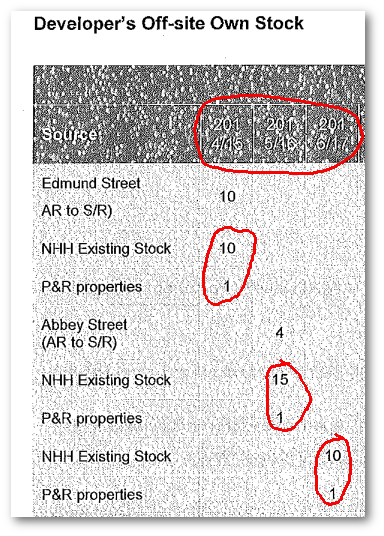 Developer's Off-site Own Stock
Source: 201 201 201
4/15 5/16 6/17
Edmund Street
10
AR to S/R)
NHH Existing Stock 10
P&R properties 1
Abbey Street
4
(AR to S/R)
NHH Existing Stock 15
P&R properties 1
NHH Existing Stock 10
P&R properties 1